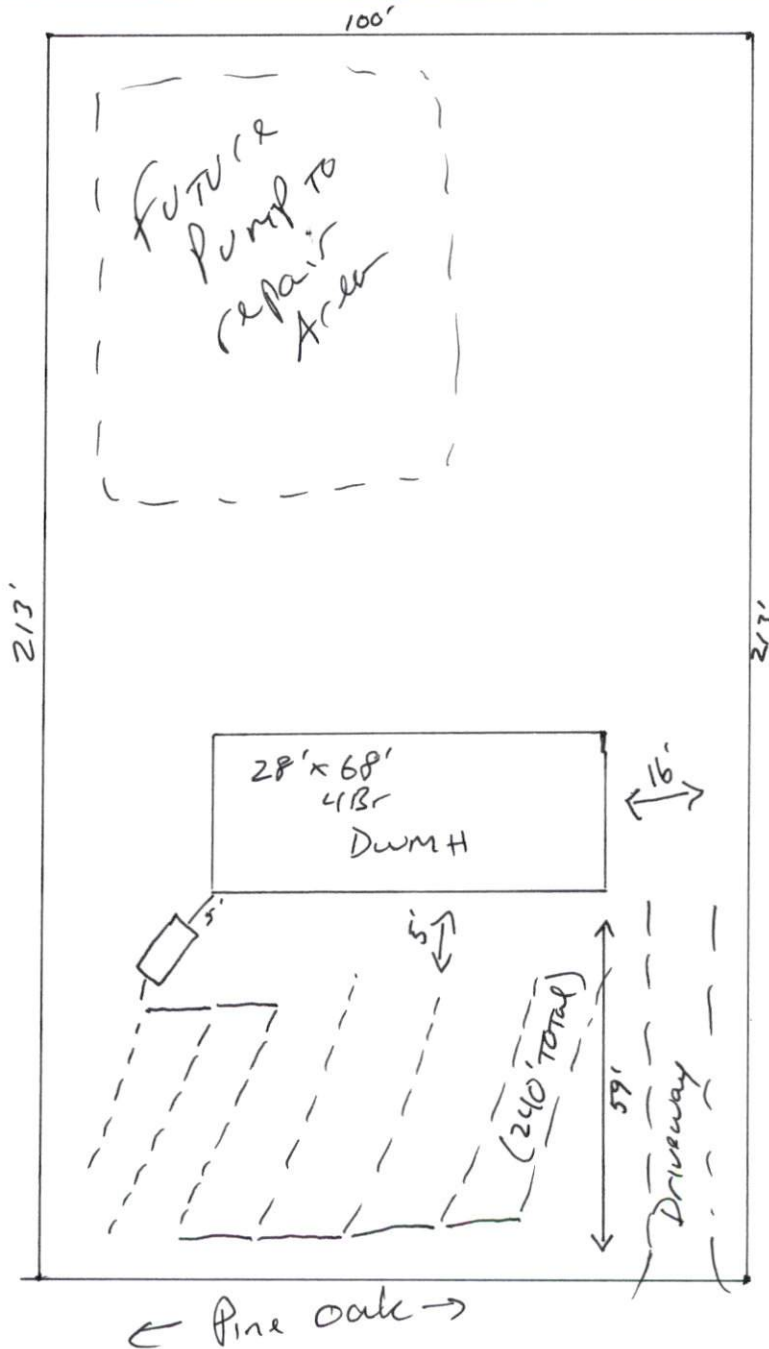 100'
Future
Pump to
repair
Area
213'
213'
28' x 68'
4Br
DWMH
16'
5'
5'
(240' Total)
59'
Driveway
← Pine Oak →